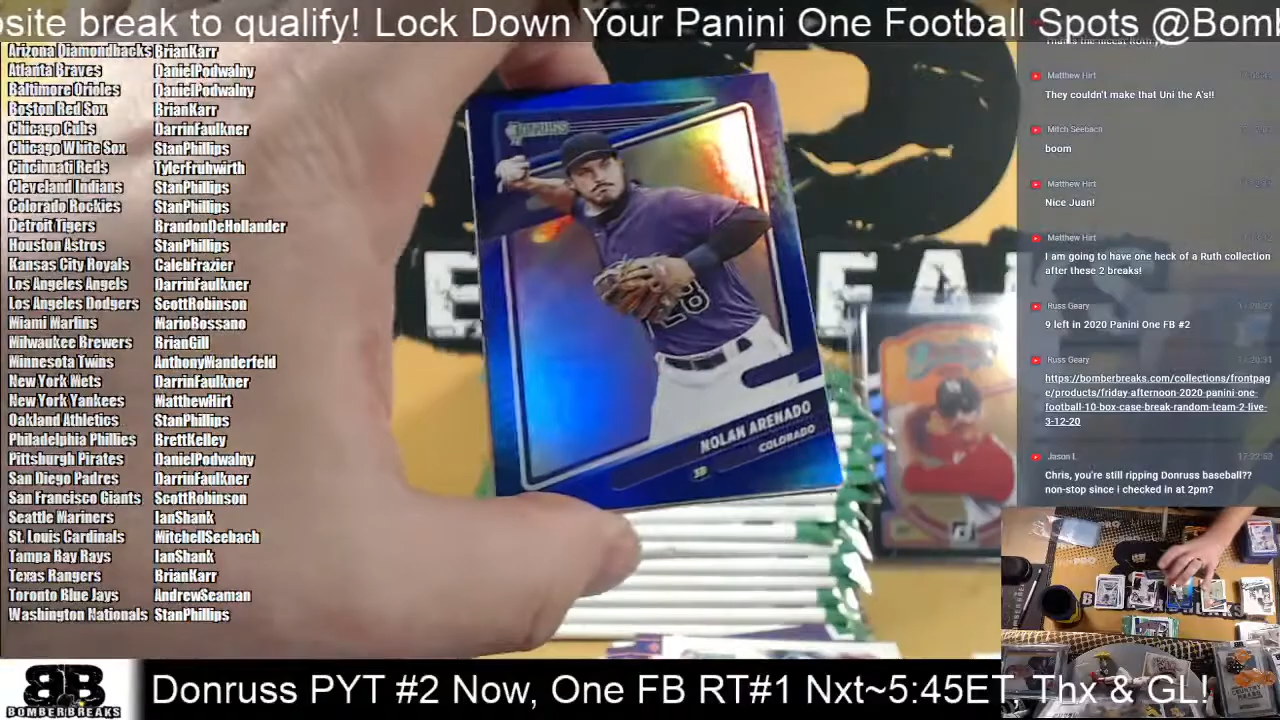 osite break to qualify! Lock Down Your Panini One Football Spots @Bomb
Arizona Diamondbacks BrianKarr
Atlanta Braves DanielPodwalny
Baltimore Orioles DanielPodwalny
Boston Red Sox BrianKarr
Chicago Cubs DarrinFaulkner
Chicago White Sox StanPhillips
Cincinnati Reds TylerFruhwirth
Cleveland Indians StanPhillips
Colorado Rockies StanPhillips
Detroit Tigers BrandonDeHollander
Houston Astros StanPhillips
Kansas City Royals CalebFrazier
Los Angeles Angels DarrinFaulkner
Los Angeles Dodgers ScottRobinson
Miami Marlins MarioBossano
Milwaukee Brewers BrianGill
Minnesota Twins AnthonyManderfeld
New York Mets DarrinFaulkner
New York Yankees MatthewHirt
Oakland Athletics StanPhillips
Philadelphia Phillies BrettKelley
Pittsburgh Pirates DanielPodwalny
San Diego Padres DarrinFaulkner
San Francisco Giants ScottRobinson
Seattle Mariners IanShank
St. Louis Cardinals MitchellSeebach
Tampa Bay Rays IanShank
Texas Rangers BrianKarr
Toronto Blue Jays AndrewSeaman
Washington Nationals StanPhillips
DONRUSS
28
NOLAN ARENADO
3B COLORADO
Matthew Hirt
They couldn't make that Uni the A's!!
Mitch Seebach
boom
Matthew Hirt
Nice Juan!
Matthew Hirt
I am going to have one heck of a Ruth collection
after these 2 breaks!
Russ Geary
9 left in 2020 Panini One FB #2
Russ Geary
https://bomberbreaks.com/collections/frontpag
e/products/friday-afternoon-2020-panini-one-
football-10-box-case-break-random-team-2-live-
3-12-20
Jason L
Chris, you're still ripping Donruss baseball??
non-stop since i checked in at 2pm?
BOMBERBREAKS
Donruss PYT #2 Now, One FB RT#1 Nxt~5:45ET Thx & GL!